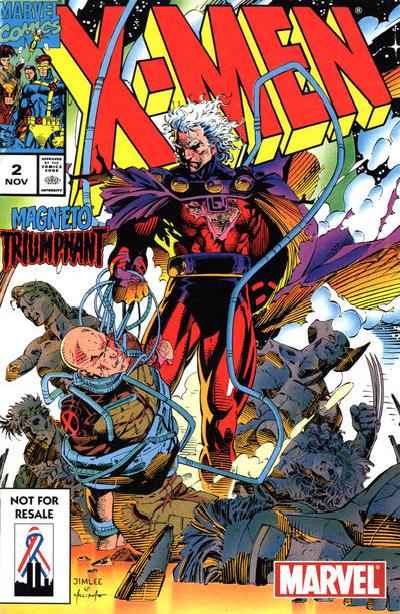 MARVEL
COMICS
X-MEN
®
2
NOV
APPROVED
BY THE
COMICS
CODE
AUTHORITY
MAGNETO
TRIUMPHANT
NOT FOR
RESALE
JIM LEE
MARVEL